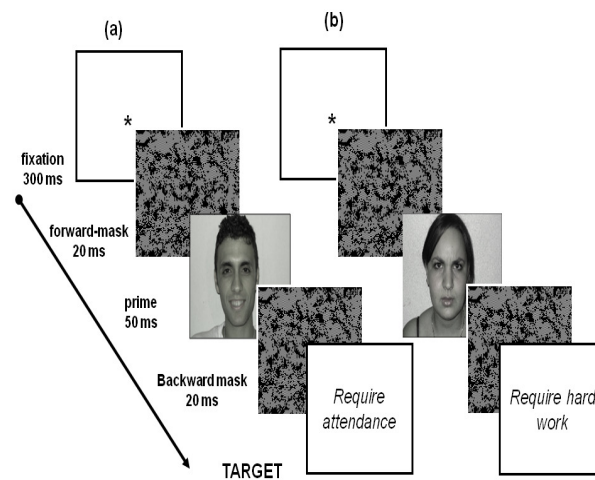 (a)
(b)
*
*
fixation
300 ms
forward-mask
20 ms
prime
50 ms
Backward mask
20 ms
Require
attendance
Require hard
work
TARGET